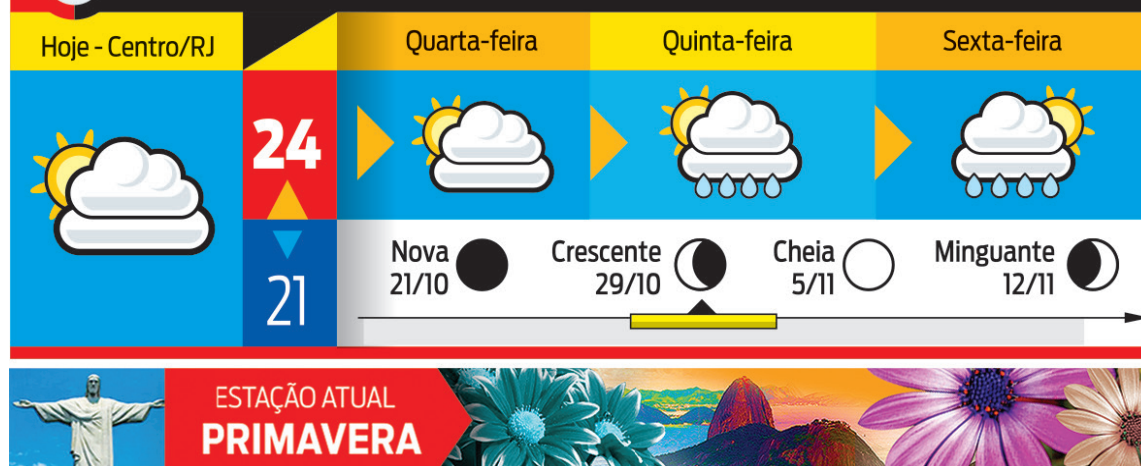 Hoje - Centro/RJ
Quarta-feira
Quinta-feira
Sexta-feira
24
21
Nova
21/10
Crescente
29/10
Cheia
5/11
Minguante
12/11
ESTAÇÃO ATUAL
PRIMAVERA